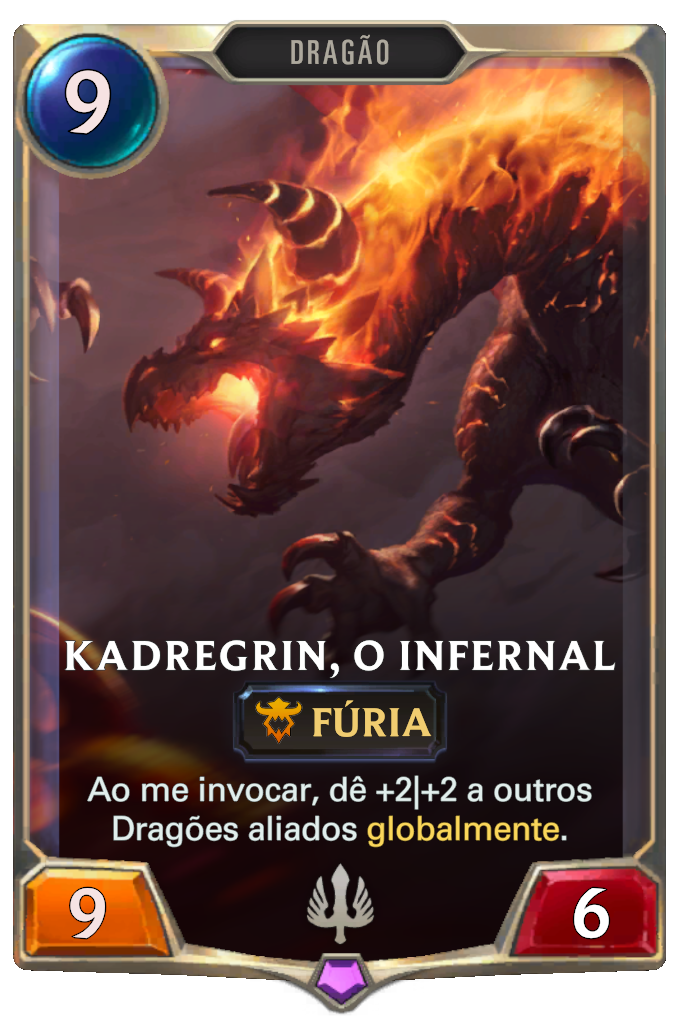 DRAGÃO
9
KADREGRIN, O INFERNAL
FÚRIA
Ao me invocar, dê +2|+2 a outros
Dragões aliados globalmente.
9
6